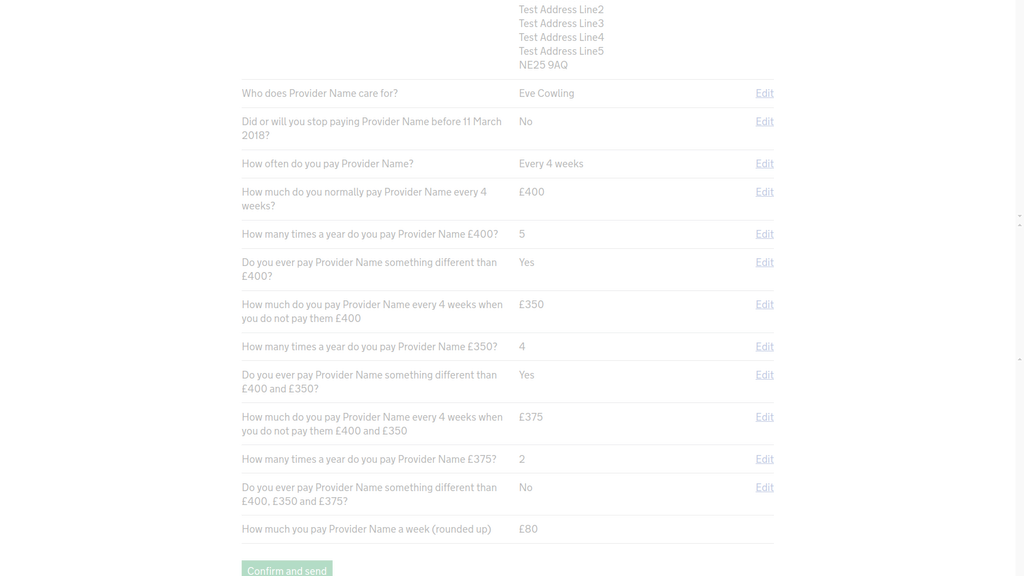 Test Address Line2
Test Address Line3
Test Address Line4
Test Address Line5
NE25 9AQ
Who does Provider Name care for? Eve Cowling Edit
Did or will you stop paying Provider Name before 11 March No Edit
2018?
How often do you pay Provider Name? Every 4 weeks Edit
How much do you normally pay Provider Name every 4 £400 Edit
weeks?
How many times a year do you pay Provider Name £400? 5 Edit
Do you ever pay Provider Name something different than Yes Edit
£400?
How much do you pay Provider Name every 4 weeks when £350 Edit
you do not pay them £400
How many times a year do you pay Provider Name £350? 4 Edit
Do you ever pay Provider Name something different than Yes Edit
£400 and £350?
How much do you pay Provider Name every 4 weeks when £375 Edit
you do not pay them £400 and £350
How many times a year do you pay Provider Name £375? 2 Edit
Do you ever pay Provider Name something different than No Edit
£400, £350 and £375?
How much you pay Provider Name a week (rounded up) £80
Confirm and send